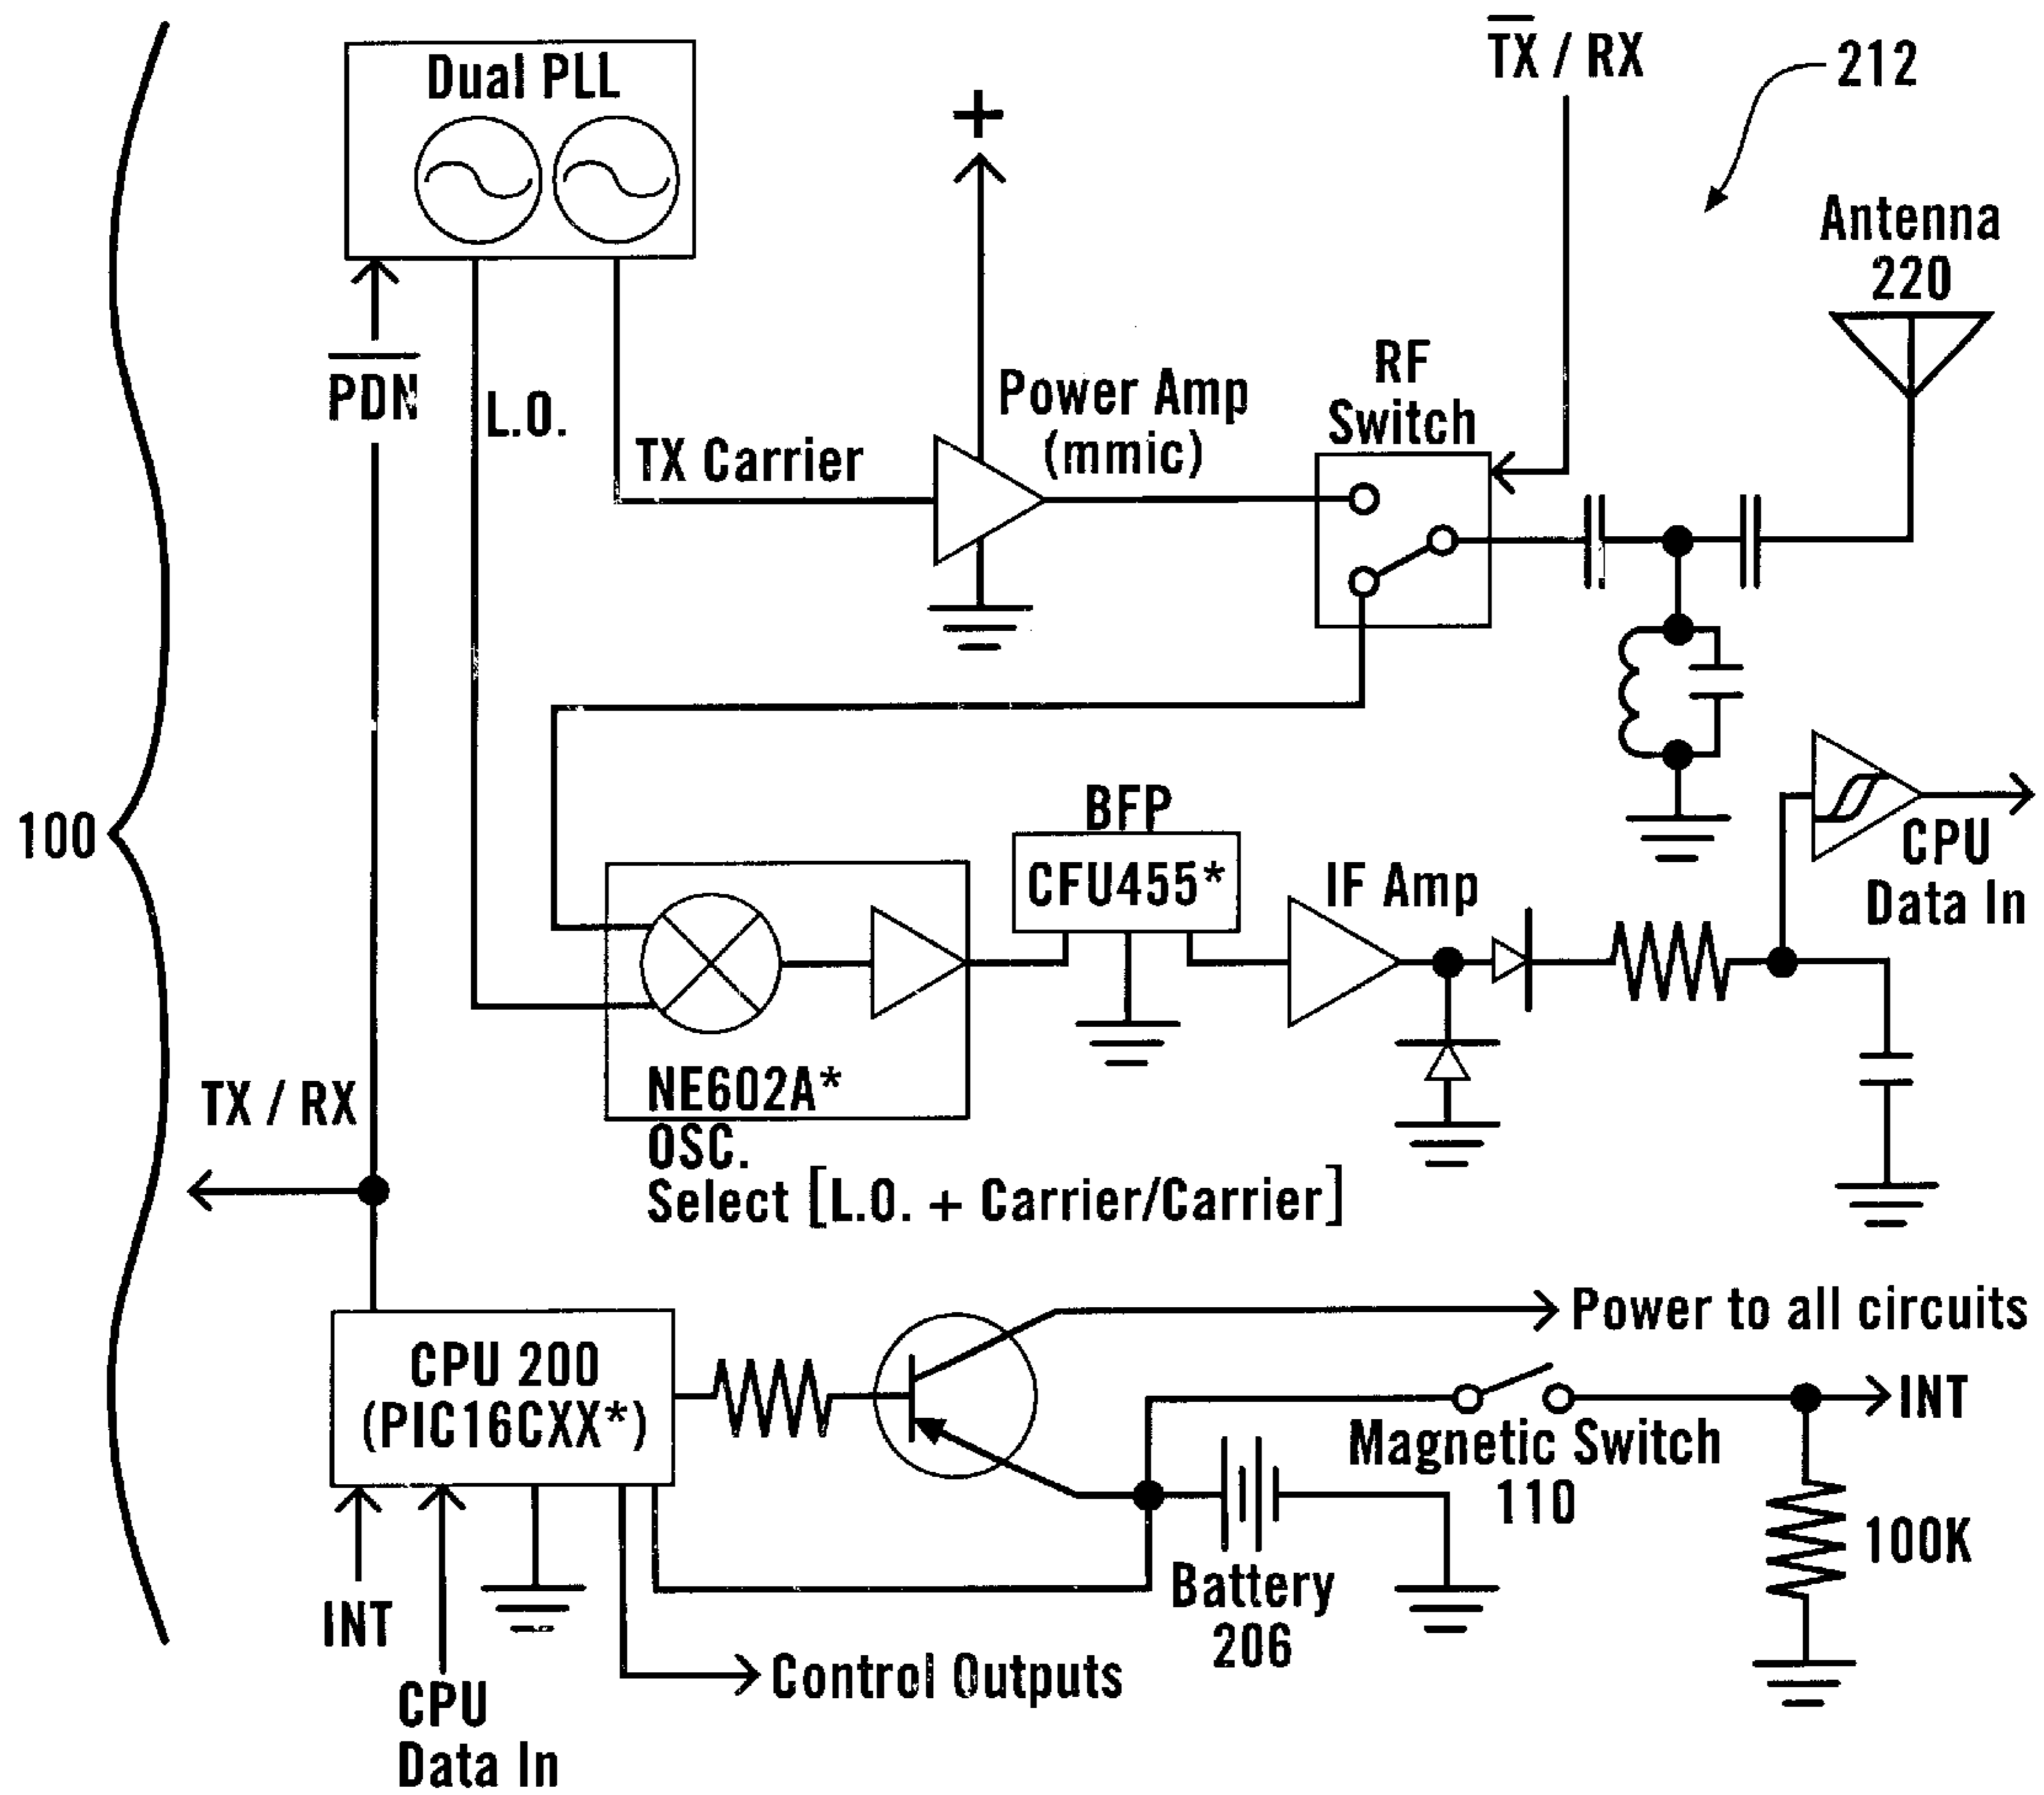 Dual PLL
TX / RX
212
+
Antenna
220
PDN
L.O.
TX Carrier
Power Amp
(mmic)
RF
Switch
100
BFP
CFU455*
IF Amp
CPU
Data In
NE602A*
OSC.
Select [L.O. + Carrier/Carrier]
TX / RX
CPU 200
(PIC16CXX*)
Power to all circuits
INT
Magnetic Switch
110
100K
Battery
206
INT
Control Outputs
CPU
Data In